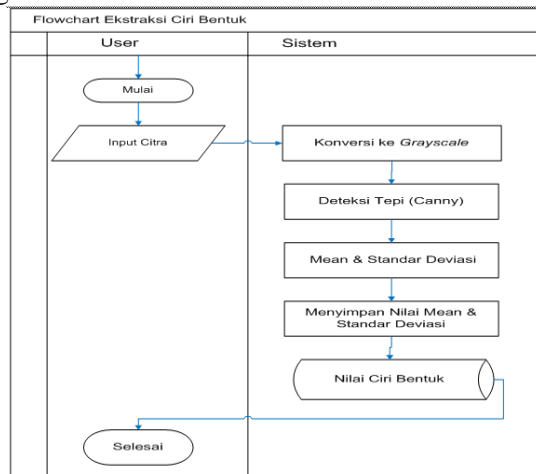 Flowchart Ekstraksi Ciri Bentuk
User
Sistem
Mulai
Input Citra
Konversi ke Grayscale
Deteksi Tepi (Canny)
Mean & Standar Deviasi
Menyimpan Nilai Mean &
Standar Deviasi
Nilai Ciri Bentuk
Selesai